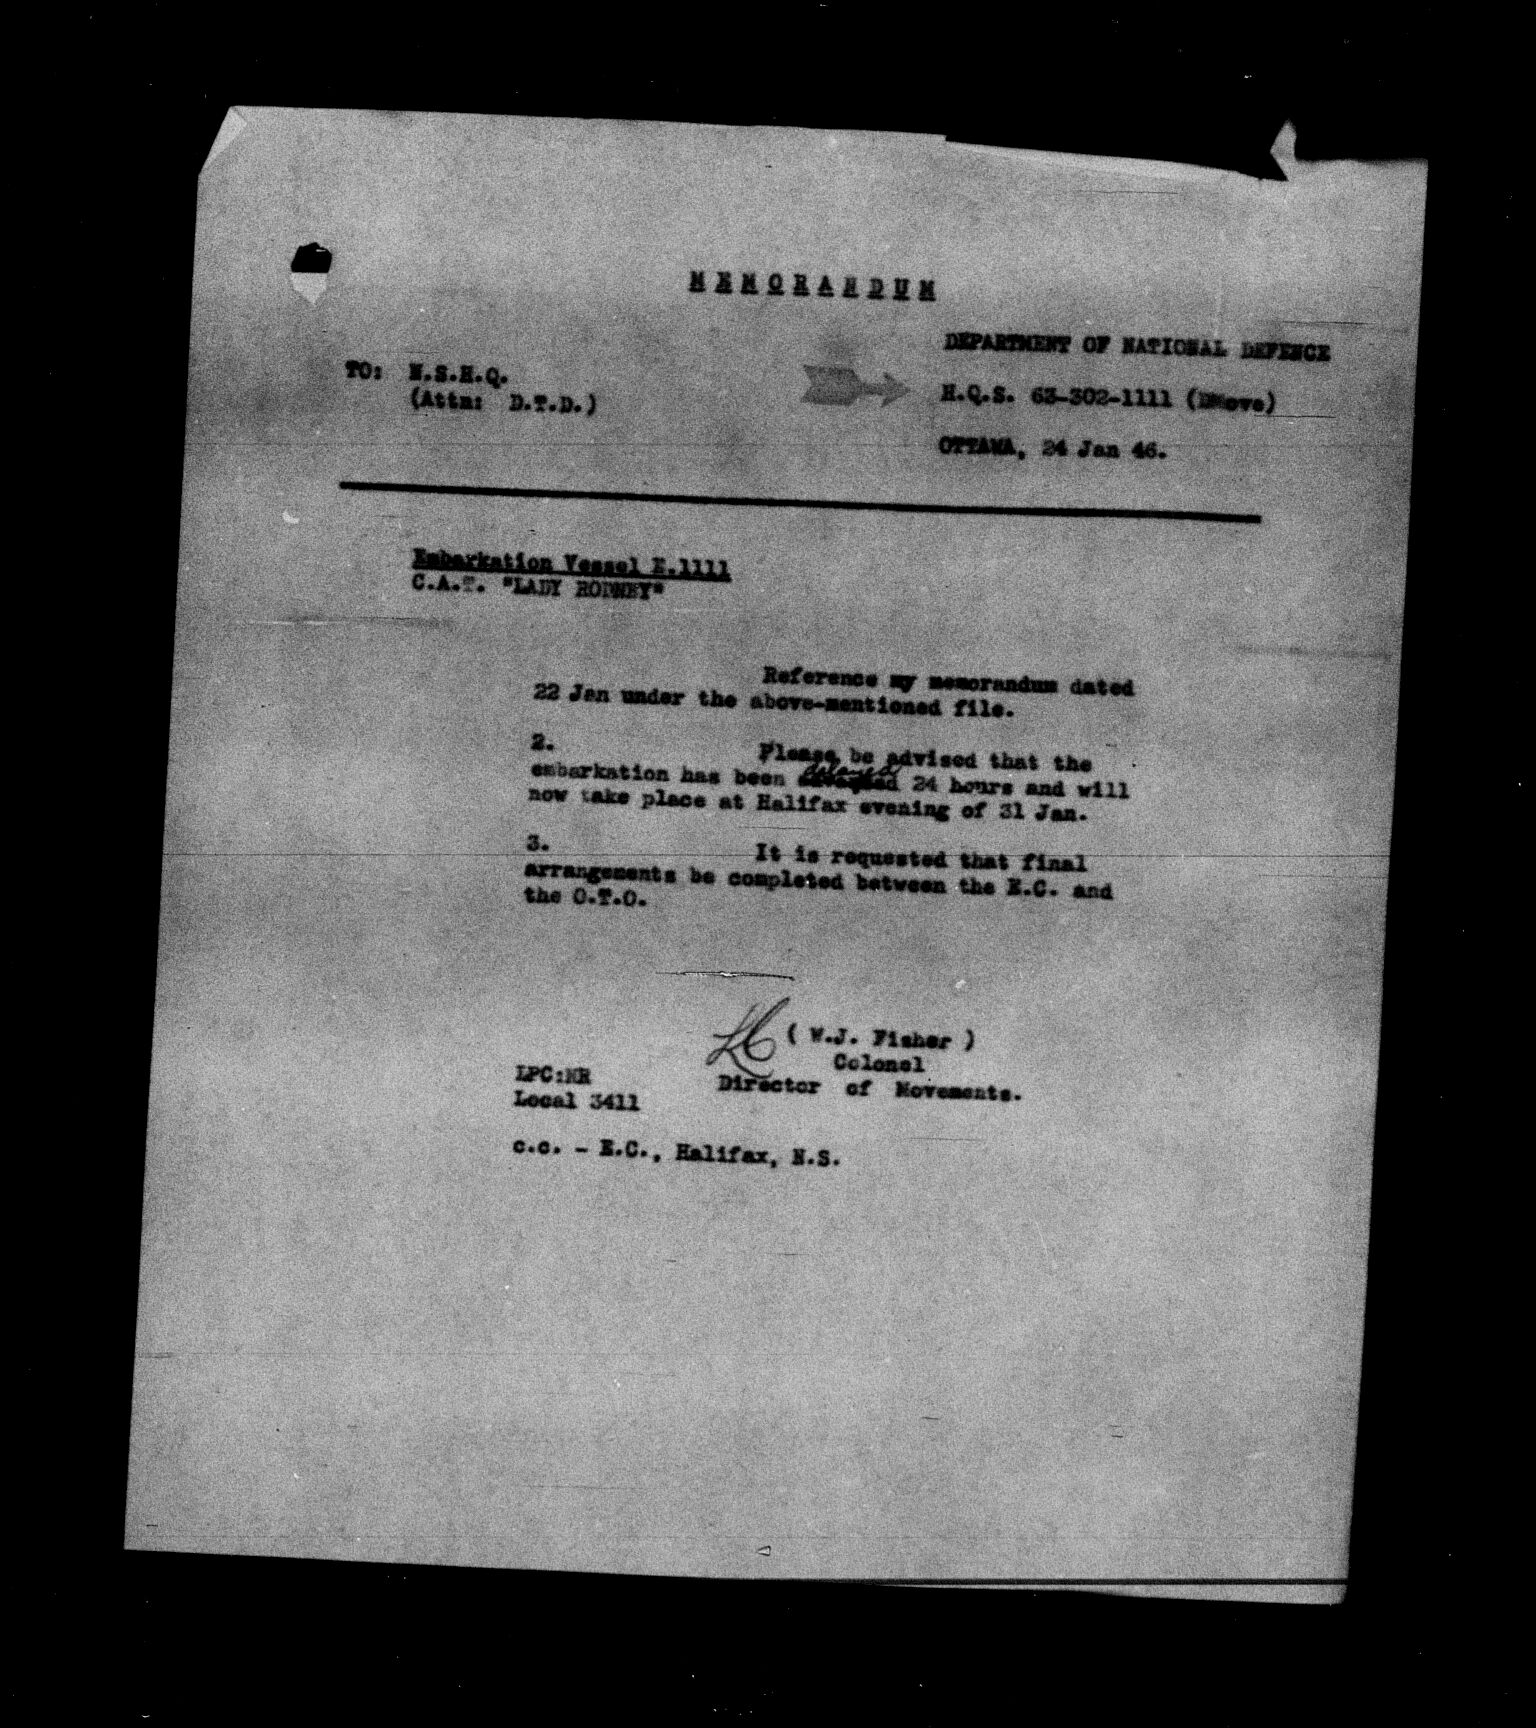 MEMORANDUM
DEPARTMENT OF NATIONAL DEFENCE
TO: N.S.H.Q.
(Attn: D.T.D.)
H.Q.S. 63-302-1111 (DMove)
OTTAWA, 24 Jan 46.
Embarkation Vessel E.1111
C.A.T. "LADY RODNEY"
Reference my memorandum dated
22 Jan under the above-mentioned file.
2. Please be advised that the
embarkation has been delayed 24 hours and will
now take place at Halifax evening of 31 Jan.
3. It is requested that final
arrangements be completed between the E.C. and
the O.T.O.
( W.J. Fisher )
Colonel
Director of Movements.
LPC:NR
Local 3411
c.c. - E.C., Halifax, N.S.